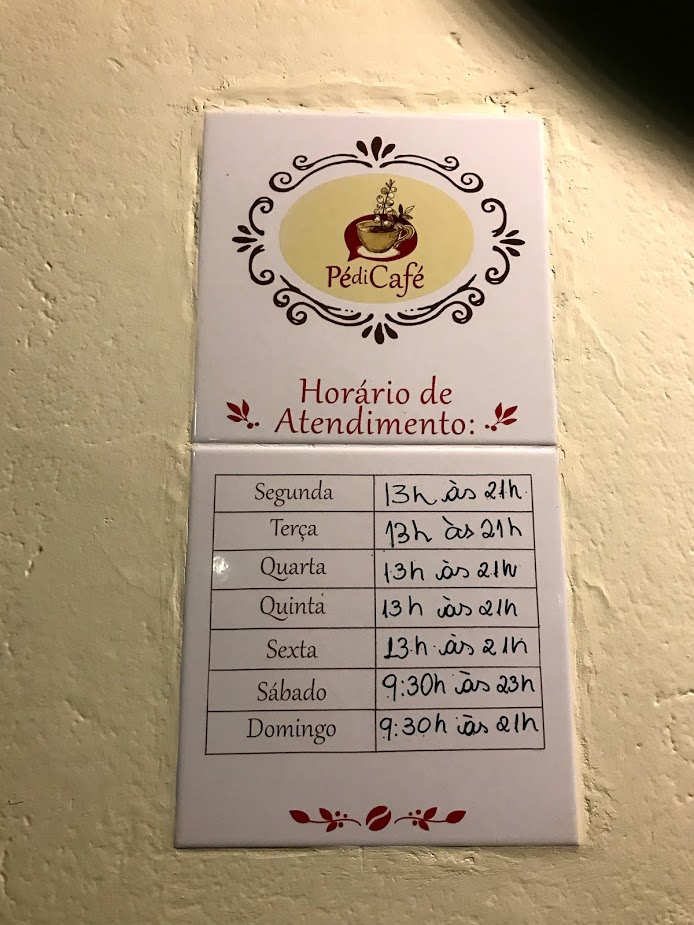 PédiCafé
Horário de
Atendimento:
Segunda 13h às 21h.
Terça 13h às 21h
Quarta 13h às 21h
Quinta 13h às 21h
Sexta 13h às 21h
Sábado 9:30h às 23h
Domingo 9:30h às 21h